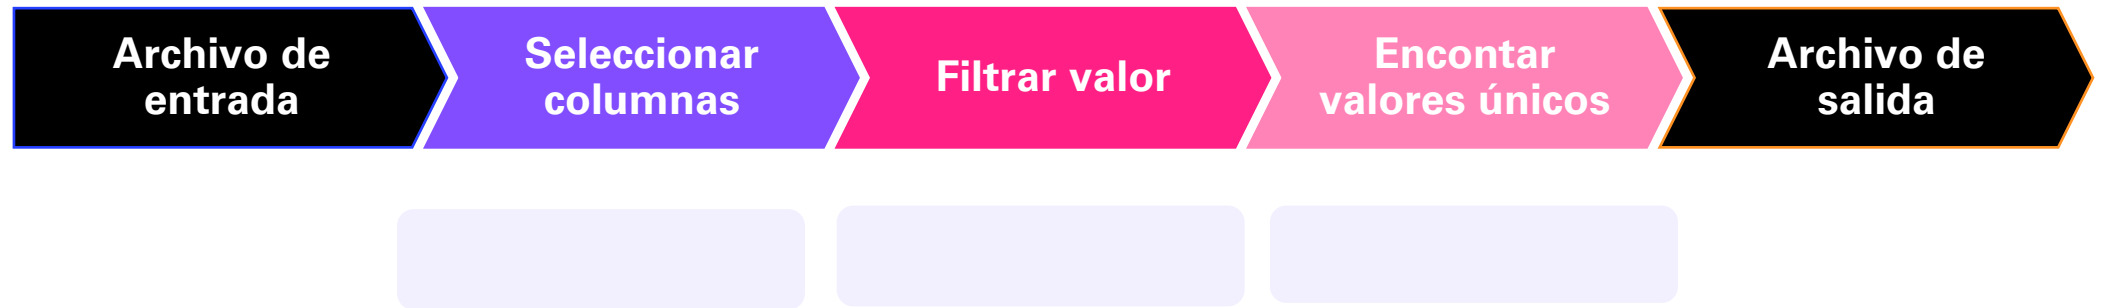 Archivo de
entrada
Seleccionar
columnas
Filtrar valor
Encontar
valores únicos
Archivo de
salida